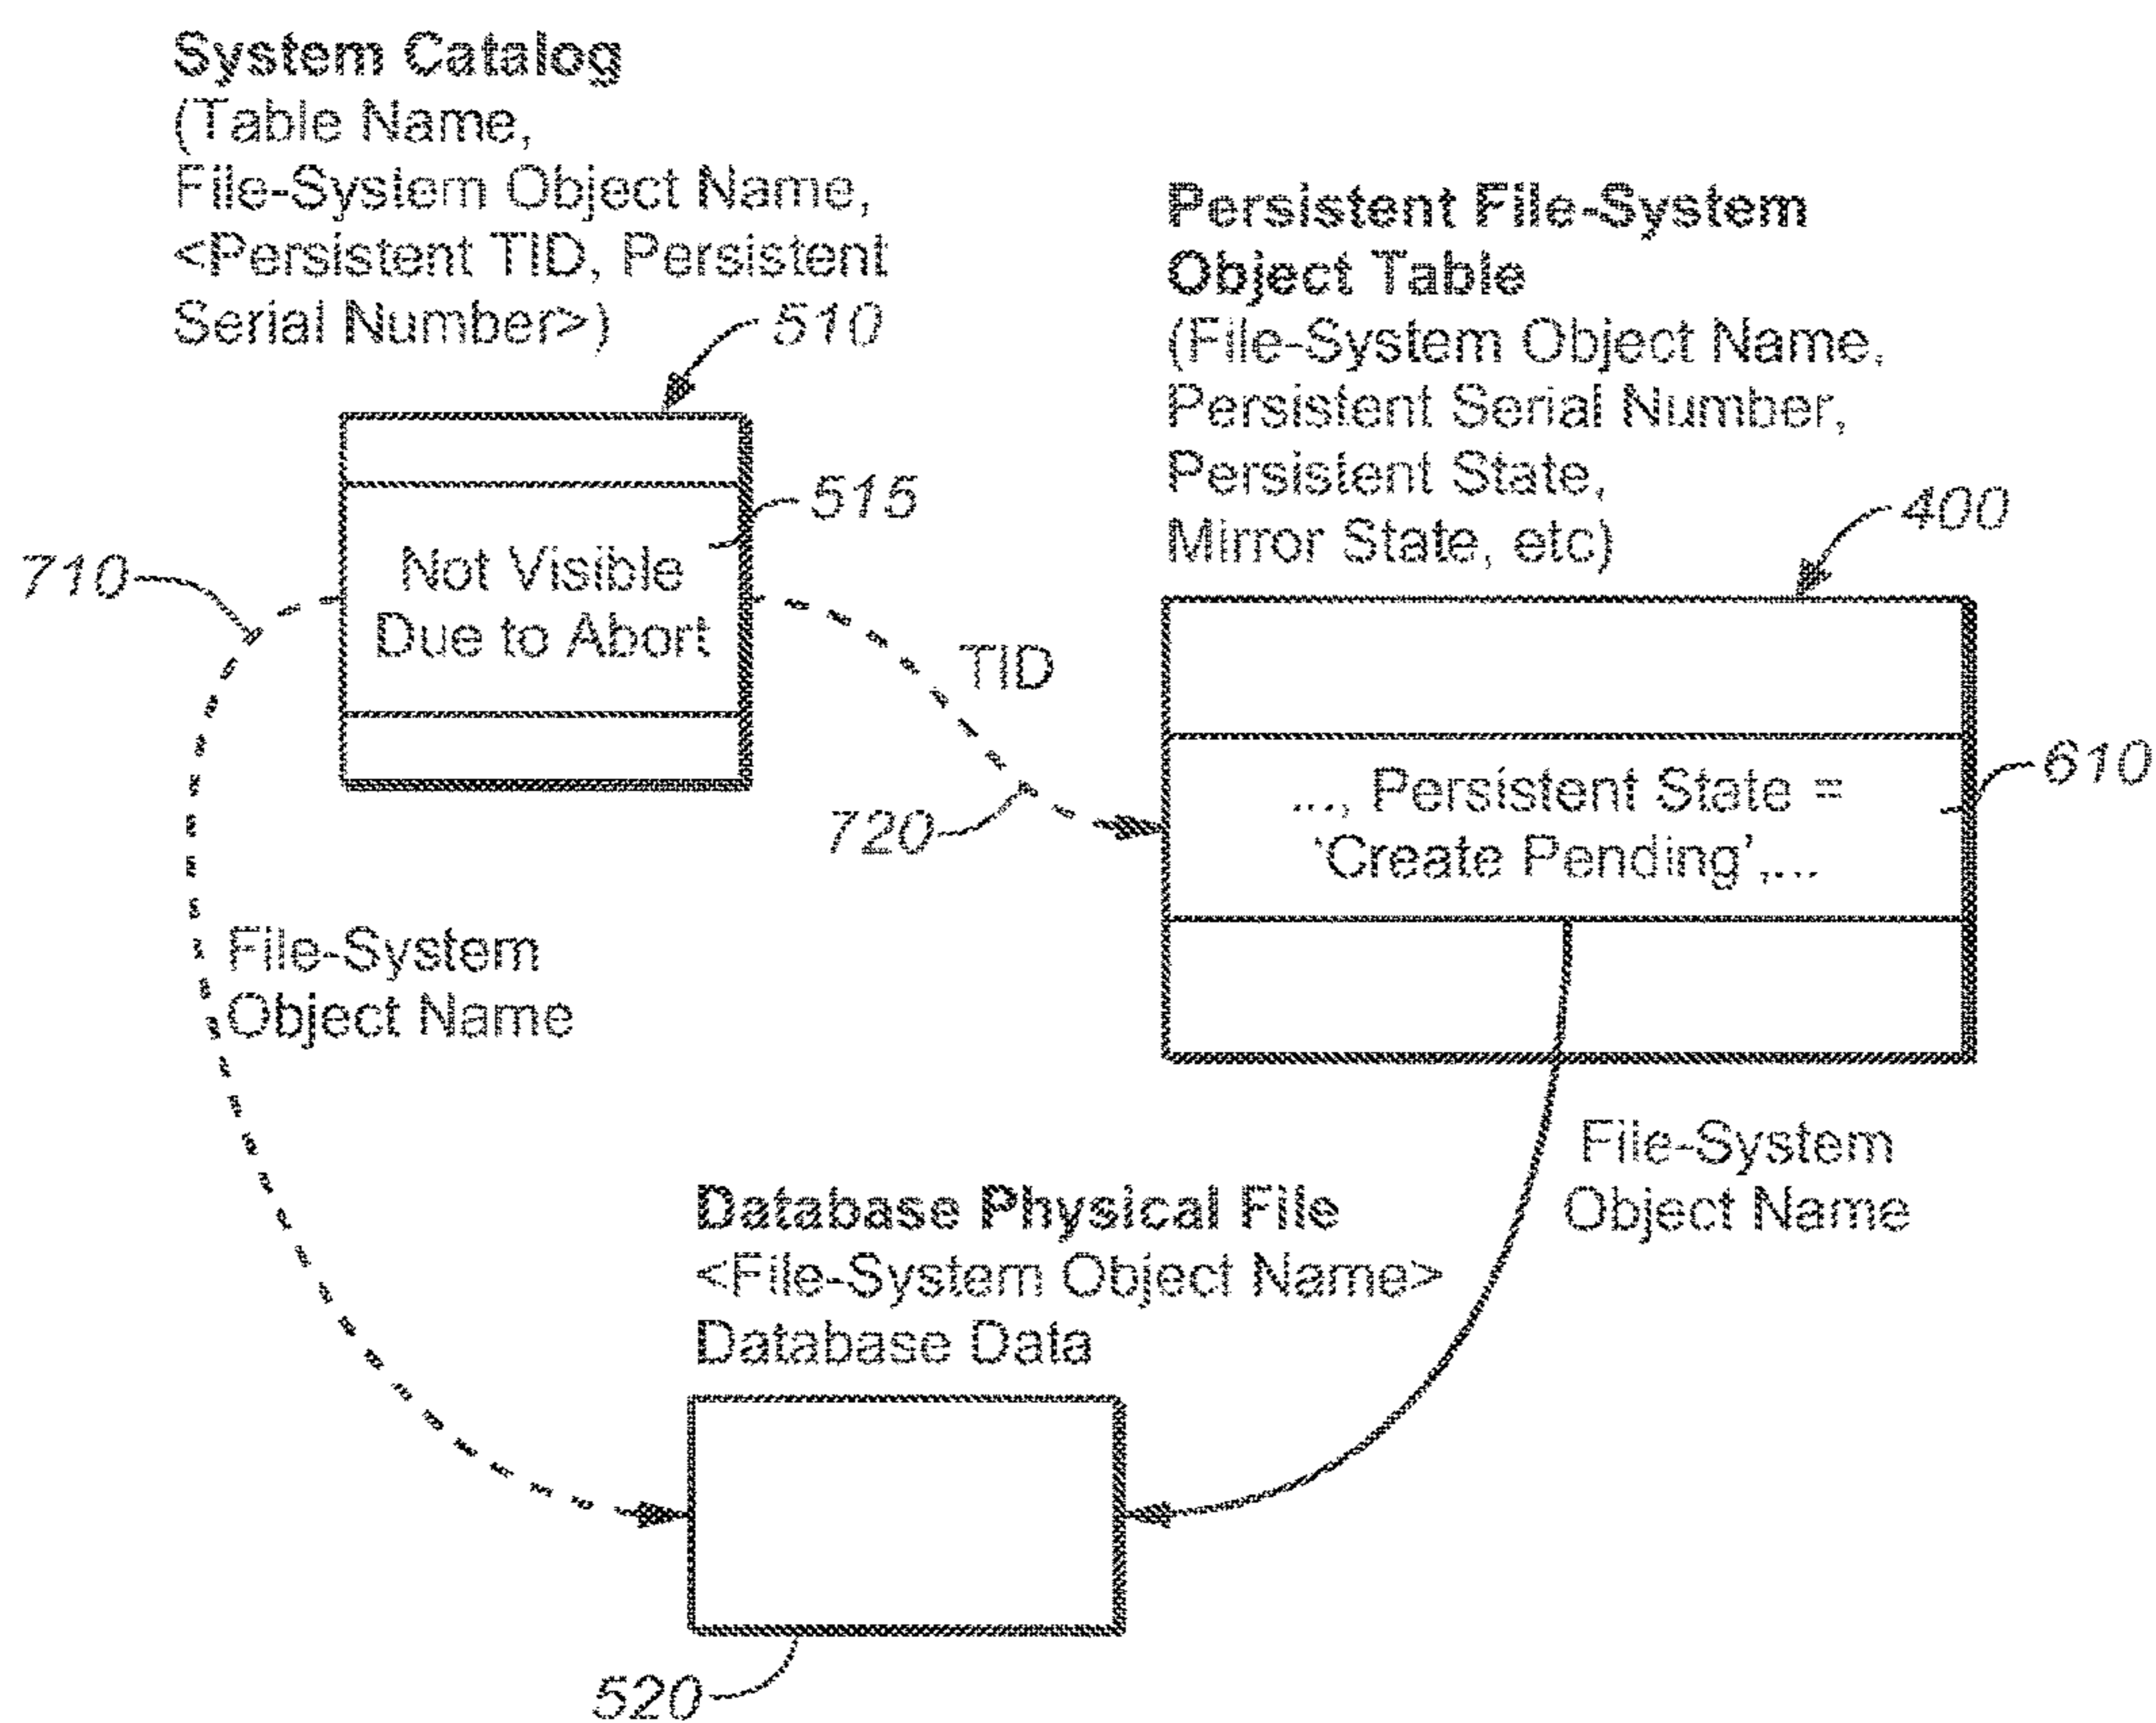 System Catalog
(Table Name,
File-System Object Name,
<Persistent TID, Persistent
Serial Number>)
510
Persistent File-System
Object Table
(File-System Object Name,
Persistent Serial Number,
Persistent State,
Mirror State, etc)
400
515
Not Visible
Due to Abort
710
TID
720
..., Persistent State =
'Create Pending',...
610
File-System
Object Name
File-System
Object Name
Database Physical File
<File-System Object Name>
Database Data
520